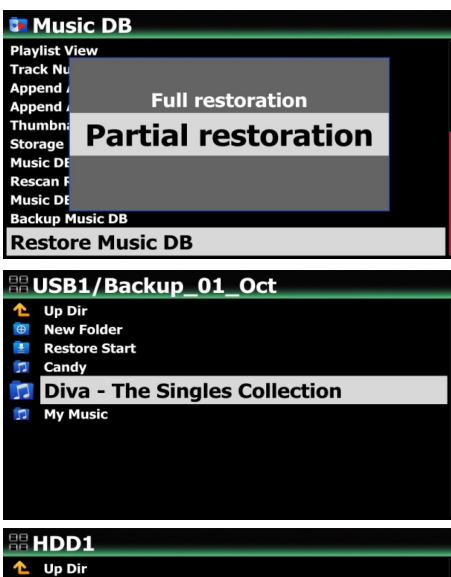 Music DB
Playlist View
Track Nu
Append
Append
Thumbna
Storage
Music DB
Rescan
Music DB
Backup Music DB
Restore Music DB
Full restoration
Partial restoration
USB1/Backup_01_Oct
Up Dir
New Folder
Restore Start
Candy
Diva - The Singles Collection
My Music
HDD1
Up Dir